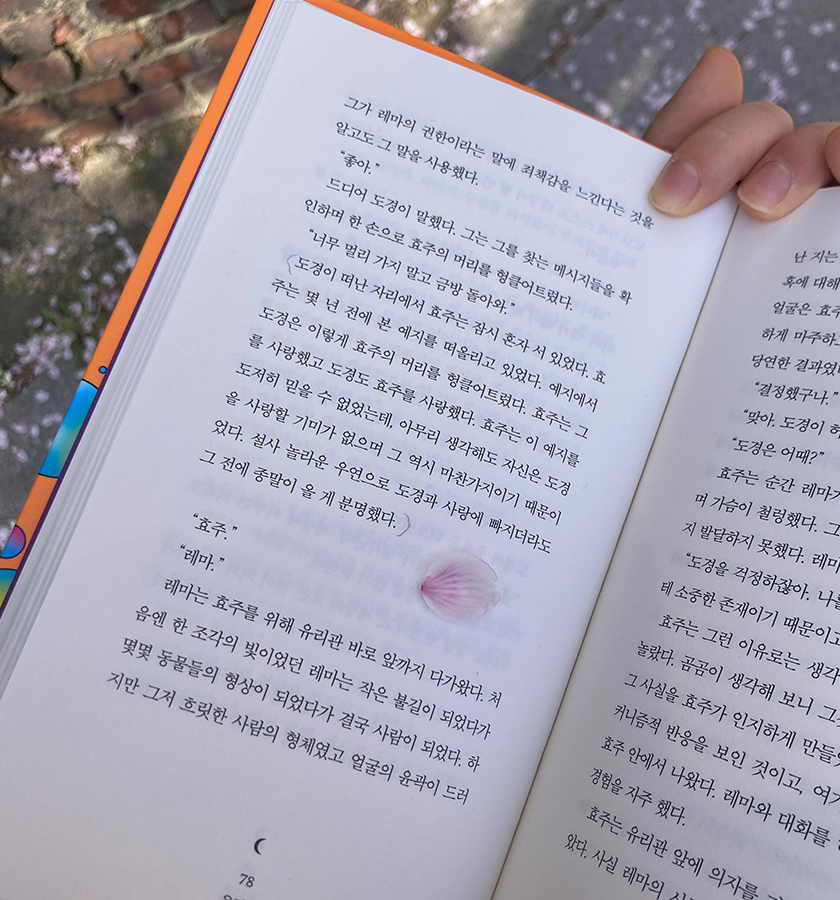 그가 레마의 권한이라는 말에 죄책감을 느낀다는 것을
알고도 그 말을 사용했다.
“좋아.”
드디어 도경이 말했다. 그는 그를 찾는 메시지들을 확
인하며 한 손으로 효주의 머리를 헝클어트렸다.
“너무 멀리 가지 말고 금방 돌아와.”
도경이 떠난 자리에서 효주는 잠시 혼자 서 있었다. 효
주는 몇 년 전에 본 예지를 떠올리고 있었다. 예지에서
도경은 이렇게 효주의 머리를 헝클어트렸다. 효주는 그
를 사랑했고 도경도 효주를 사랑했다. 효주는 이 예지를
도저히 믿을 수 없었는데, 아무리 생각해도 자신은 도경
을 사랑할 기미가 없으며 그 역시 마찬가지이기 때문이
었다. 설사 놀라운 우연으로 도경과 사랑에 빠지더라도
그 전에 종말이 올 게 분명했다.
“효주.”
“레마.”
레마는 효주를 위해 유리관 바로 앞까지 다가왔다. 처
음엔 한 조각의 빛이었던 레마는 작은 불길이 되었다가
몇몇 동물들의 형상이 되었다가 결국 사람이 되었다. 하
지만 그저 흐릿한 사람의 형체였고 얼굴의 윤곽이 드러
78
난 지는
혹에 대해
얼굴은 효주
하게 마주하고
당연한 결과였다
“결정했구나.”
“맞아. 도경이 허
“도경은 어때?”
효주는 순간 레마가
며 가슴이 철렁했다. 그
지 발달하지 못했다. 레마
“도경을 걱정하잖아. 나를
테 소중한 존재이기 때문이고
효주는 그런 이유로는 생각
놀랐다. 곰곰이 생각해 보니 그
그 사실을 효주가 인지하게 만들었
커니즘적 반응을 보인 것이고, 여기
효주 안에서 나왔다. 레마와 대화를
경험을 자주 했다.
효주는 유리관 앞에 의자를
았다. 사실 레마의